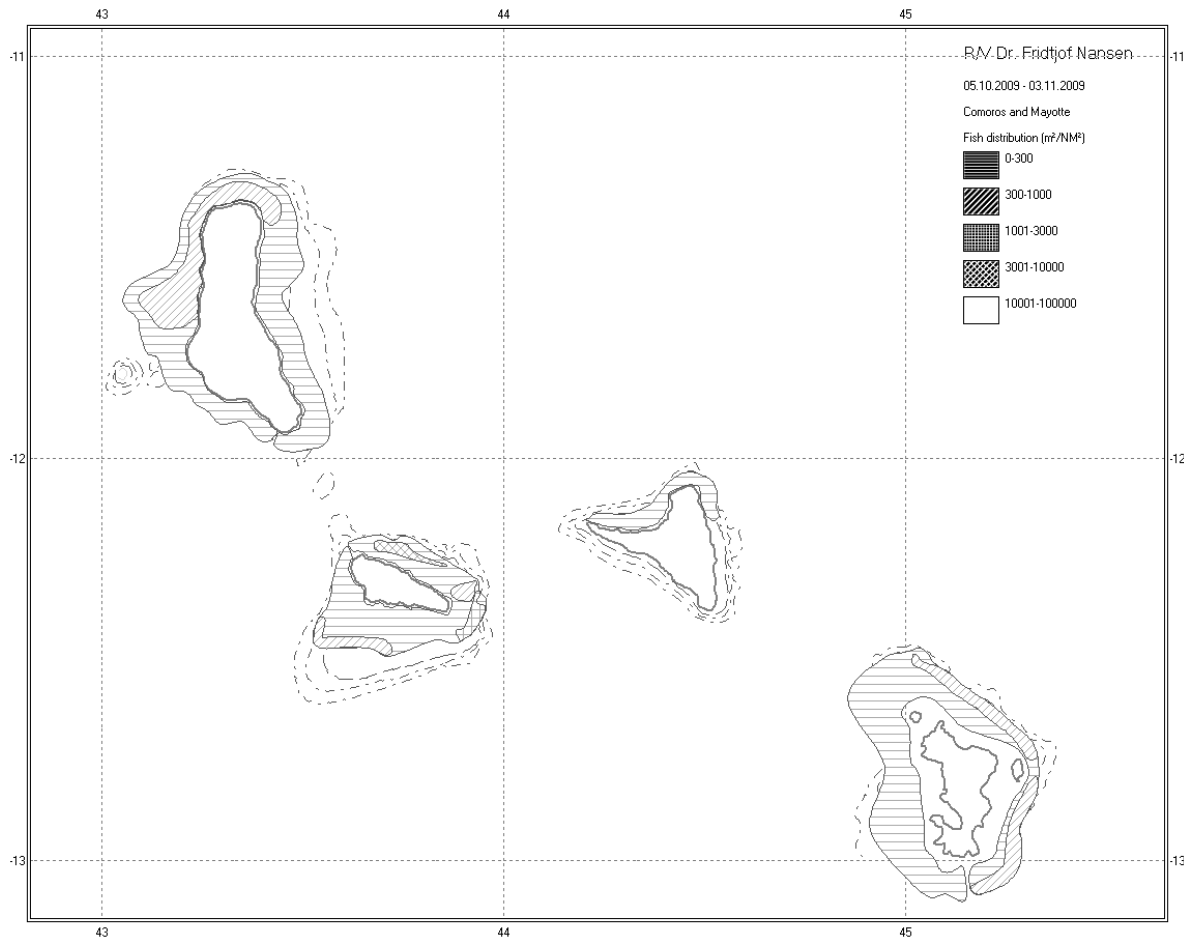 43 44 45
-11 -11
R/V Dr. Fridtjof Nansen
05.10.2009 - 03.11.2009
Comoros and Mayotte
Fish distribution (m²/NM²)
0-300
300-1000
1001-3000
3001-10000
10001-100000
-12 -12
-13 -13
43 44 45